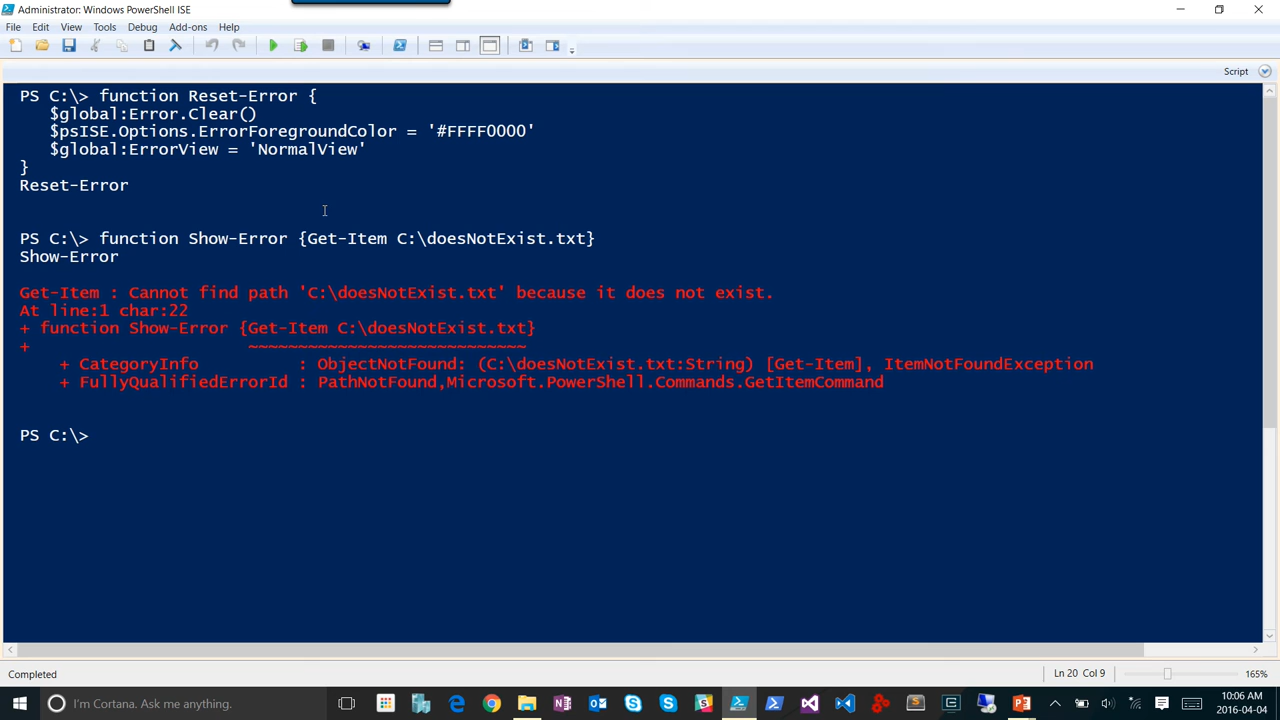 Administrator: Windows PowerShell ISE
File Edit View Tools Debug Add-ons Help
Script
PS C:\> function Reset-Error {
    $global:Error.Clear()
    $psISE.Options.ErrorForegroundColor = '#FFFF0000'
    $global:ErrorView = 'NormalView'
}
Reset-Error
PS C:\> function Show-Error {Get-Item C:\doesNotExist.txt}
Show-Error
Get-Item : Cannot find path 'C:\doesNotExist.txt' because it does not exist.
At line:1 char:22
+ function Show-Error {Get-Item C:\doesNotExist.txt}
+                      ~~~~~~~~~~~~~~~~~~~~~~~~~~~~
    + CategoryInfo          : ObjectNotFound: (C:\doesNotExist.txt:String) [Get-Item], ItemNotFoundException
    + FullyQualifiedErrorId : PathNotFound,Microsoft.PowerShell.Commands.GetItemCommand
PS C:\>
Completed
Ln 20 Col 9
165%
I'm Cortana. Ask me anything.
10:06 AM
2016-04-04